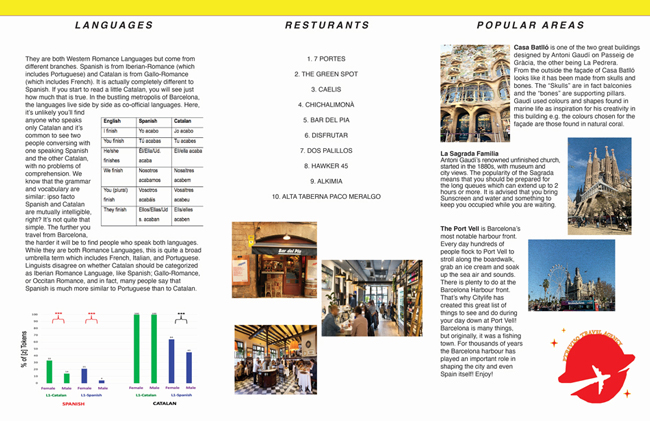 LANGUAGES
They are both Western Romance Languages but come from
different branches. Spanish is from Iberian-Romance (which
includes Portuguese) and Catalan is from Gallo-Romance
(which includes French). It is actually completely different to
Spanish. If you start to read a little Catalan, you will see just
how much that is true. In the bustling metropolis of Barcelona,
the languages live side by side as co-official languages. Here,
it's unlikely you'll find
anyone who speaks
only Catalan and it's
common to see two
people conversing with
one speaking Spanish
and the other Catalan,
with no problems of
comprehension. We
know that the grammar
and vocabulary are
similar: ipso facto
Spanish and Catalan
are mutually intelligible,
right? It's not quite that
simple. The further you
travel from Barcelona,
the harder it will be to find people who speak both languages.
While they are both Romance Languages, this is quite a broad
umbrella term which includes French, Italian, and Portuguese.
Linguists disagree on whether Catalan should be categorized
as Iberian Romance Language, like Spanish; Gallo-Romance,
or Occitan Romance, and in fact, many people say that
Spanish is much more similar to Portuguese than to Catalan.
English Spanish Catalan
I finish Yo acabo Jo acabo
You finish Tú acabas Tu acabes
He/she finishes Él/Ella/Ud. acaba Ell/ella acaba
We finish Nosotros acabamos Nosaltres acabem
You (plural) finish Vosotros acabáis Vosaltres acabeu
They finish Ellos/Ellas/Ud s. acaban Ells/elles acaben
% of [z] Tokens
100
90
80
70
60
50
40
30
20
10
0
*** *** ***
Female Male Female Male Female Male Female Male
L1-Catalan L1-Spanish L1-Catalan L1-Spanish
SPANISH CATALAN
RESTURANTS
1. 7 PORTES
2. THE GREEN SPOT
3. CAELIS
4. CHICHALIMONÀ
5. BAR DEL PIA
6. DISFRUTAR
7. DOS PALILLOS
8. HAWKER 45
9. ALKIMIA
10. ALTA TABERNA PACO MERALGO
Bar del Pla
POPULAR AREAS
Casa Batlló is one of the two great buildings
designed by Antoni Gaudí on Passeig de
Gràcia, the other being La Pedrera.
From the outside the façade of Casa Batlló
looks like it has been made from skulls and
bones. The "Skulls" are in fact balconies
and the "bones" are supporting pillars.
Gaudí used colours and shapes found in
marine life as inspiration for his creativity in
this building e.g. the colours chosen for the
façade are those found in natural coral.
La Sagrada Familia
Antoni Gaudí's renowned unfinished church,
started in the 1880s, with museum and
city views. The popularity of the Sagrada
means that you should be prepared for
the long queues which can extend up to 2
hours or more. It is advised that you bring
Sunscreen and water and something to
keep you occupied while you are waiting.
The Port Vell is Barcelona's
most notable harbour front.
Every day hundreds of
people flock to Port Vell to
stroll along the boardwalk,
grab an ice cream and soak
up the sea air and sounds.
There is plenty to do at the
Barcelona Harbour front.
That's why Citylife has
created this great list of
things to see and do during
your day down at Port Vell!
Barcelona is many things,
but originally, it was a fishing
town. For thousands of years
the Barcelona harbour has
played an important role in
shaping the city and even
Spain itself! Enjoy!
TRAVEL AGENCY